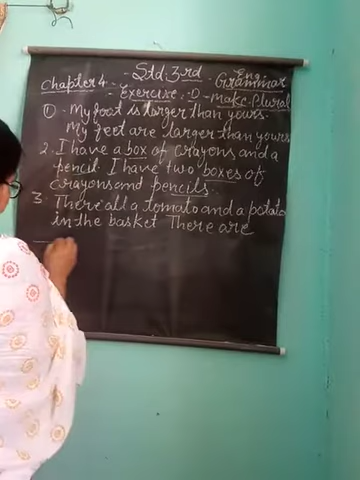 Std: 3rd Eng.
Chapter 4. Grammar
Exercise:-D - Make Plural
① - My foot is larger than yours.
My feet are larger than yours
2. I have a box of crayons and a
pencil I have two boxes of
crayons and pencils.
3. There all a tomato and a potato
in the basket There are